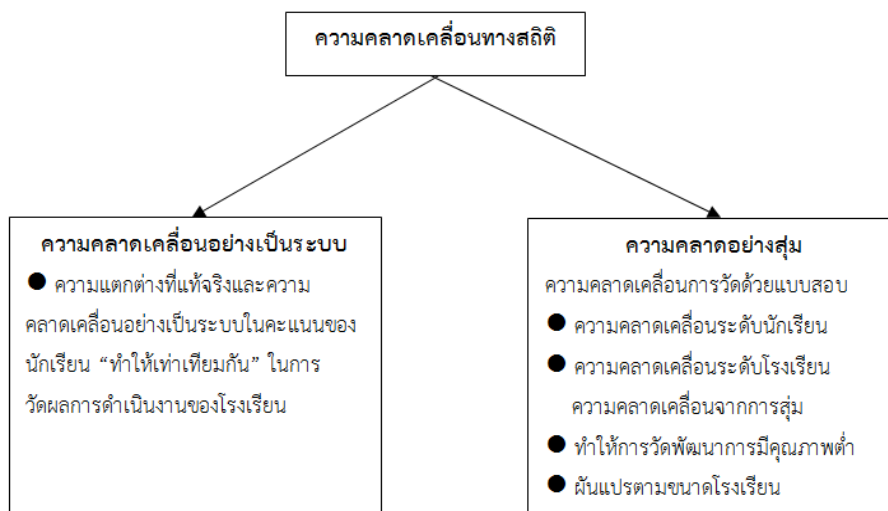 ความคลาดเคลื่อนทางสถิติ
ความคลาดเคลื่อนอย่างเป็นระบบ
● ความแตกต่างที่แท้จริงและความ
คลาดเคลื่อนอย่างเป็นระบบในคะแนนของ
นักเรียน “ทำให้เท่าเทียมกัน” ในการ
วัดผลการดำเนินงานของโรงเรียน
ความคลาดอย่างสุ่ม
ความคลาดเคลื่อนการวัดด้วยแบบสอบ
● ความคลาดเคลื่อนระดับนักเรียน
● ความคลาดเคลื่อนระดับโรงเรียน
ความคลาดเคลื่อนจากการสุ่ม
● ทำให้การวัดพัฒนาการมีคุณภาพต่ำ
● ผันแปรตามขนาดโรงเรียน